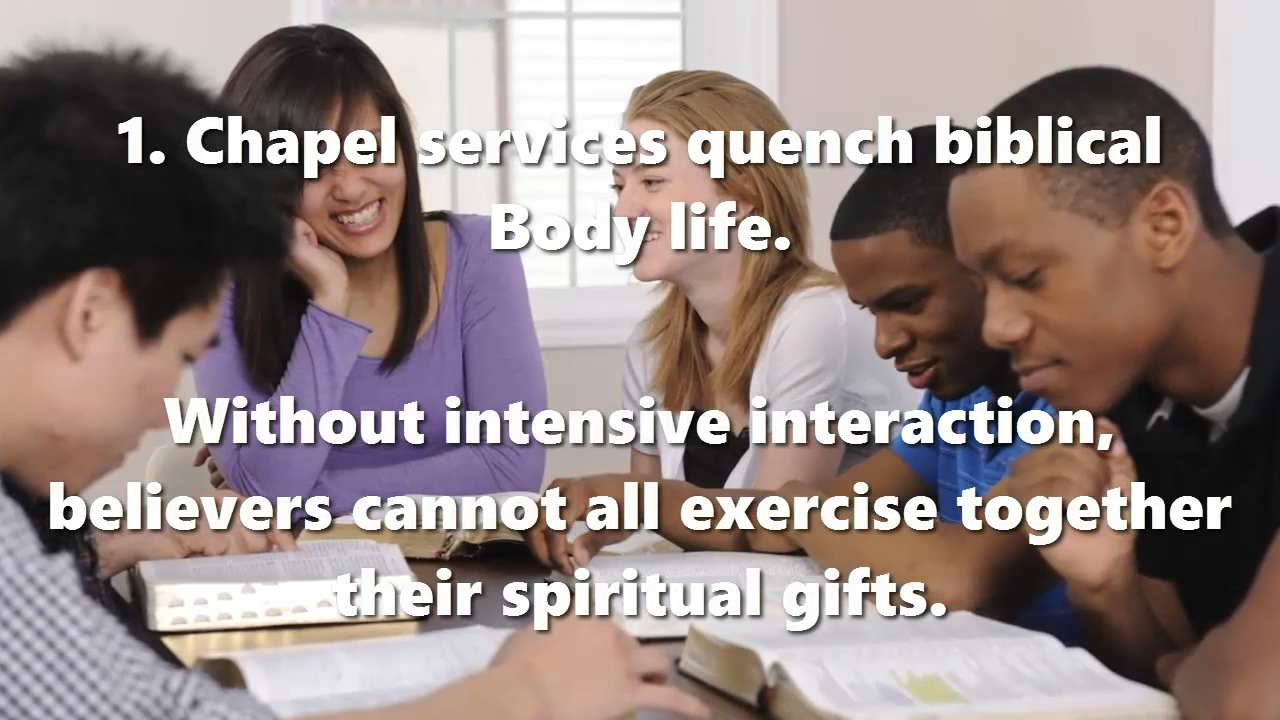 1. Chapel services quench biblical
Body life.
Without intensive interaction,
believers cannot all exercise together
their spiritual gifts.